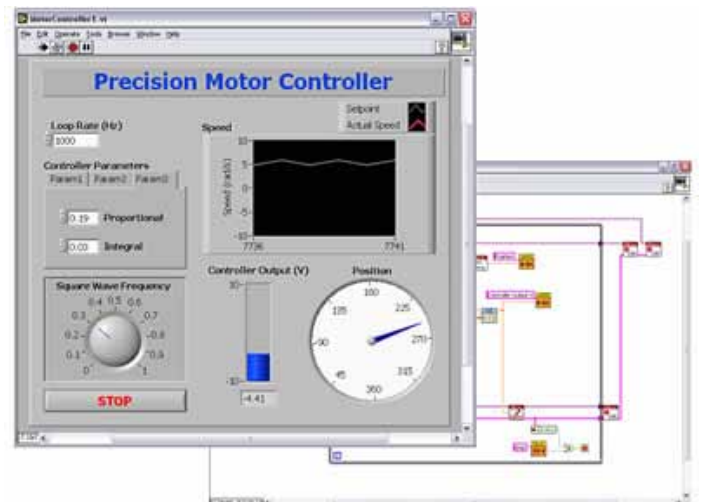 MotorController1.vi
File Edit Operate Tools Browse Window Help
Precision Motor Controller
Loop Rate (Hz)
1000
Controller Parameters
Param1 Param2 Param3
0.19 Proportional
0.03 Integral
Speed
Setpoint
Actual Speed
Speed (rad/s)
10
5
0
-5
-10
7736 7741
Square Wave Frequency
0 0.1 0.2 0.3 0.4 0.5 0.6 0.7 0.8 0.9 1
STOP
Controller Output (V)
10
-10
-4.41
Position
45 90 135 180 225 270 315 360